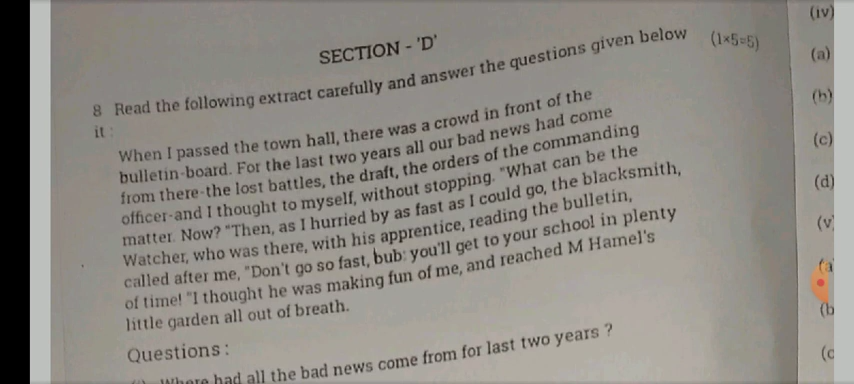 SECTION - 'D'
8 Read the following extract carefully and answer the questions given below (1×5=5)
it :
When I passed the town hall, there was a crowd in front of the
bulletin-board. For the last two years all our bad news had come
from there-the lost battles, the draft, the orders of the commanding
officer-and I thought to myself, without stopping. "What can be the
matter. Now? "Then, as I hurried by as fast as I could go, the blacksmith,
Watcher, who was there, with his apprentice, reading the bulletin,
called after me, "Don't go so fast, bub: you'll get to your school in plenty
of time! "I thought he was making fun of me, and reached M Hamel's
little garden all out of breath.
Questions :
Where had all the bad news come from for last two years ?
(iv)
(a)
(b)
(c)
(d)
(v
(a
(b
(c